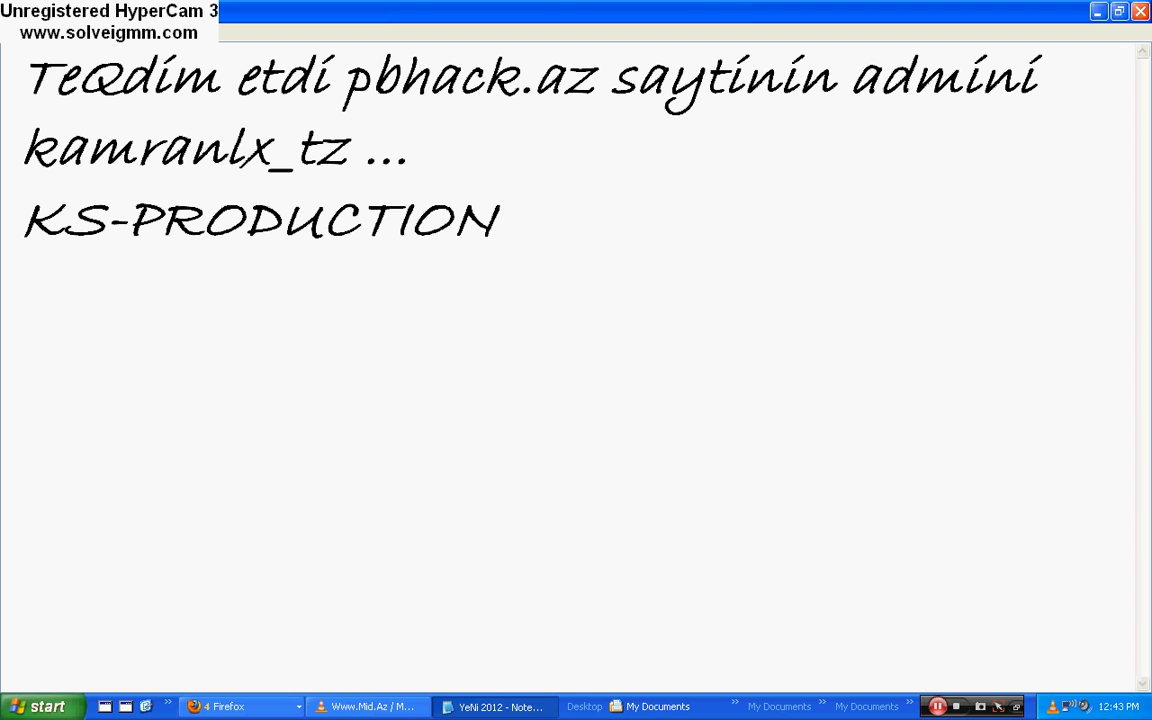 Unregistered HyperCam 3
www.solveigmm.com
TeQdim etdi pbhack.az saytinin admini
kamranlx_tz ...
KS-PRODUCTION
start
4 Firefox
Www.Mid.Az / M...
YeNi 2012 - Note...
Desktop
My Documents
My Documents
My Documents
12:43 PM